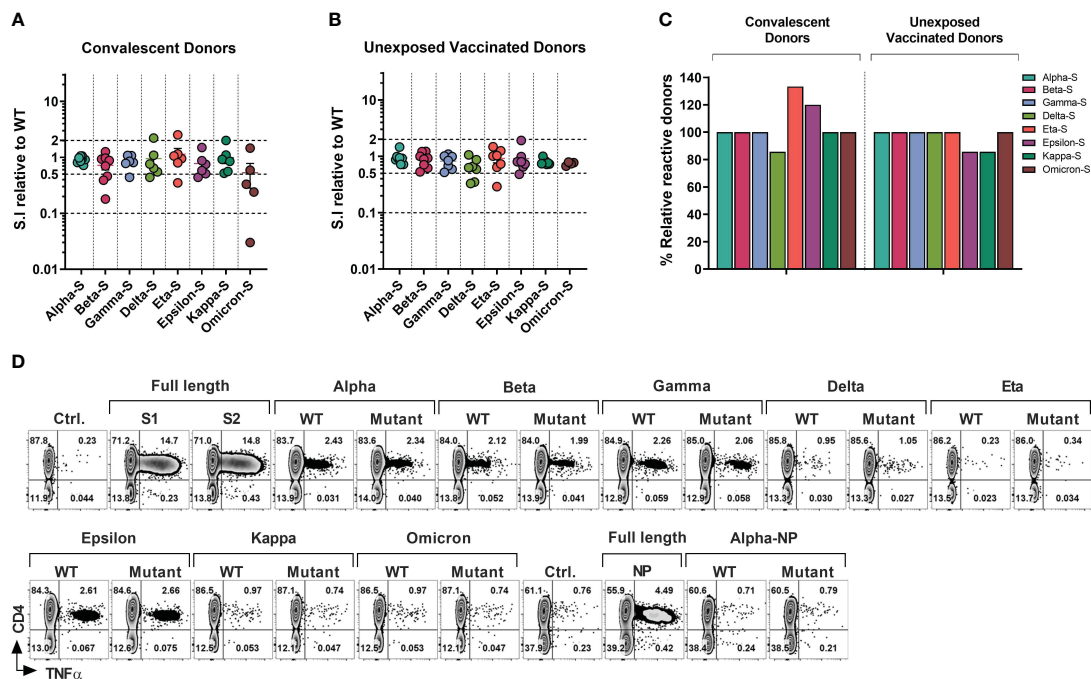 A
Convalescent Donors
S.I relative to WT
10
2
1
0.5
0.1
0.01
Alpha-S
Beta-S
Gamma-S
Delta-S
Eta-S
Epsilon-S
Kappa-S
Omicron-S
B
Unexposed Vaccinated Donors
S.I relative to WT
10
2
1
0.5
0.1
0.01
Alpha-S
Beta-S
Gamma-S
Delta-S
Eta-S
Epsilon-S
Kappa-S
Omicron-S
C
Convalescent
Donors
Unexposed
Vaccinated Donors
% Relative reactive donors
140
120
100
80
60
40
20
0
Alpha-S
Beta-S
Gamma-S
Delta-S
Eta-S
Epsilon-S
Kappa-S
Omicron-S
D
Full length Alpha Beta Gamma Delta Eta
Ctrl. S1 S2 WT Mutant WT Mutant WT Mutant WT Mutant WT Mutant
87.8 0.23 71.2 14.7 71.0 14.8 83.7 2.43 83.6 2.34 84.0 2.12 84.0 1.99 84.9 2.26 85.0 2.06 85.8 0.95 85.6 1.05 86.2 0.23 86.0 0.34
11.9 0.044 13.8 0.23 13.8 0.43 13.9 0.031 14.0 0.040 13.8 0.052 13.9 0.041 12.8 0.059 12.9 0.058 13.3 0.030 13.3 0.027 13.5 0.023 13.7 0.034
Epsilon Kappa Omicron Full length Alpha-NP
WT Mutant WT Mutant WT Mutant Ctrl. NP WT Mutant
84.3 2.61 84.6 2.66 86.5 0.97 87.1 0.74 86.5 0.97 87.1 0.74 61.1 0.76 55.9 4.49 60.6 0.71 60.5 0.79
13.0 0.067 12.6 0.075 12.5 0.053 12.1 0.047 12.5 0.053 12.1 0.047 37.9 0.23 39.2 0.42 38.4 0.24 38.5 0.21
CD4
TNFα